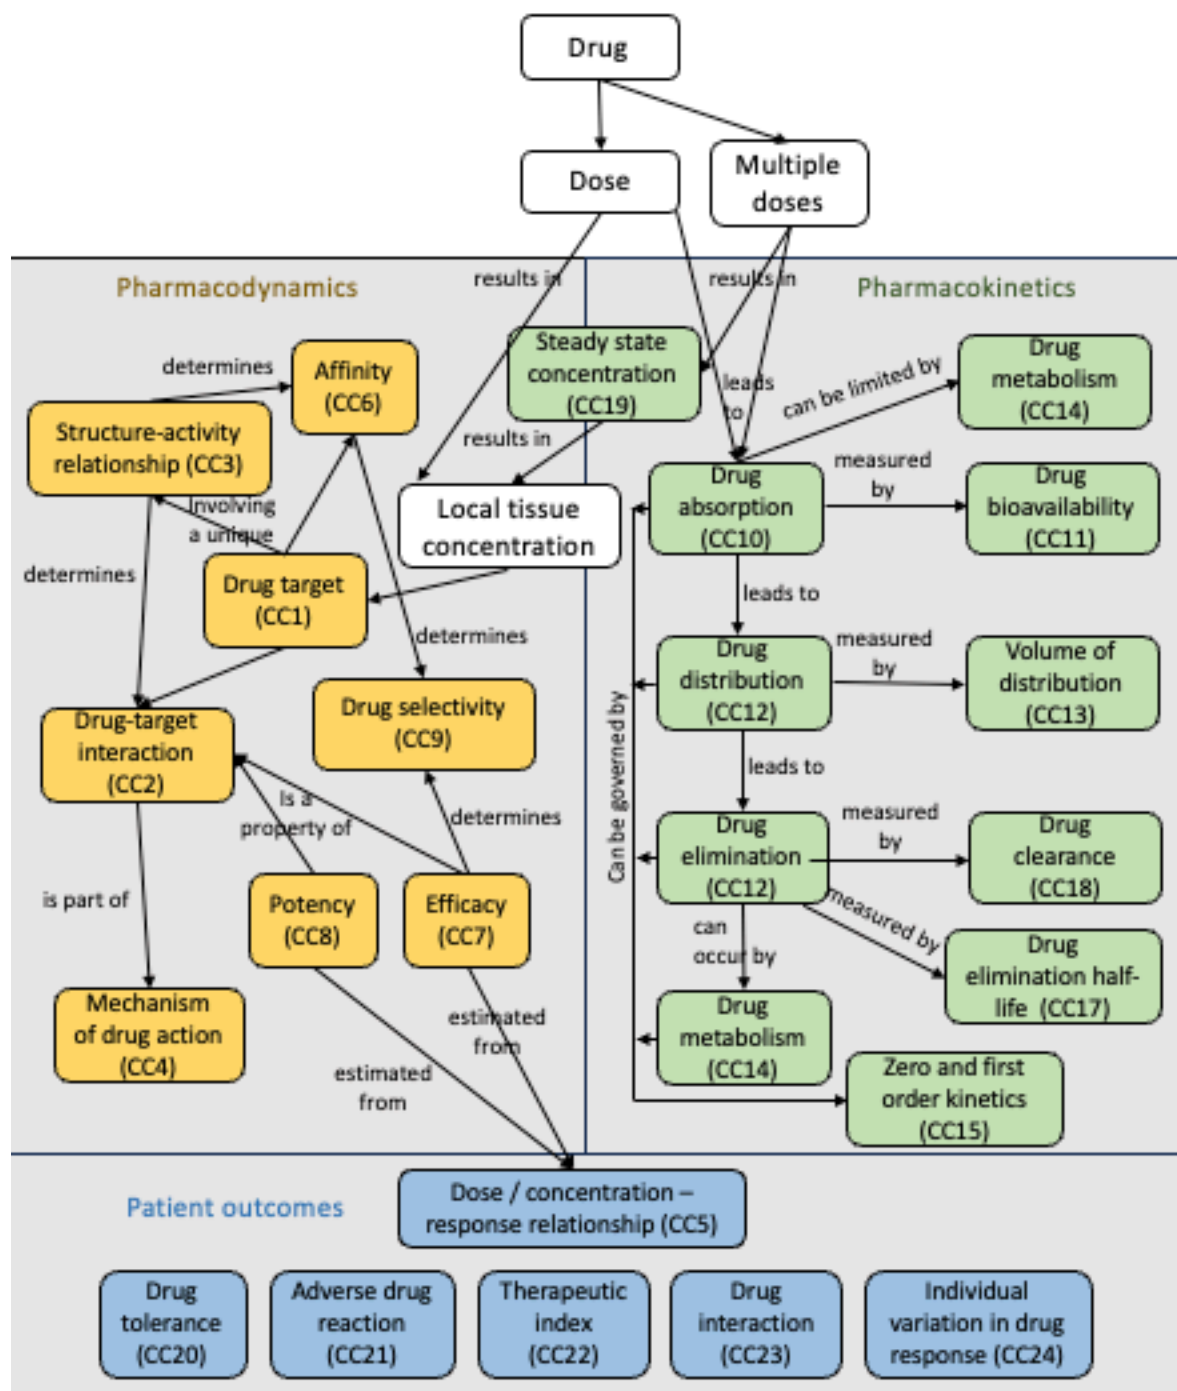 Drug
Dose
Multiple
doses
Pharmacodynamics
results in
results in
Pharmacokinetics
determines
Affinity
(CC6)
Steady state
concentration
(CC19)
leads
to
can be limited by
Drug
metabolism
(CC14)
Structure-activity
relationship (CC3)
results in
Involving
a unique
Local tissue
concentration
Drug
absorption
(CC10)
measured
by
Drug
bioavailability
(CC11)
determines
Drug target
(CC1)
leads to
determines
Drug selectivity
(CC9)
Drug
distribution
(CC12)
measured
by
Volume of
distribution
(CC13)
Drug-target
interaction
(CC2)
Is a
property of
determines
Can be governed by
leads to
Drug
elimination
(CC12)
measured
by
Drug
clearance
(CC18)
is part of
Potency
(CC8)
Efficacy
(CC7)
can
occur by
measured by
Drug
elimination half-
life (CC17)
Mechanism
of drug action
(CC4)
estimated
from
estimated
from
Drug
metabolism
(CC14)
Zero and first
order kinetics
(CC15)
Patient outcomes
Dose / concentration –
response relationship (CC5)
Drug
tolerance
(CC20)
Adverse drug
reaction
(CC21)
Therapeutic
index
(CC22)
Drug
interaction
(CC23)
Individual
variation in drug
response (CC24)